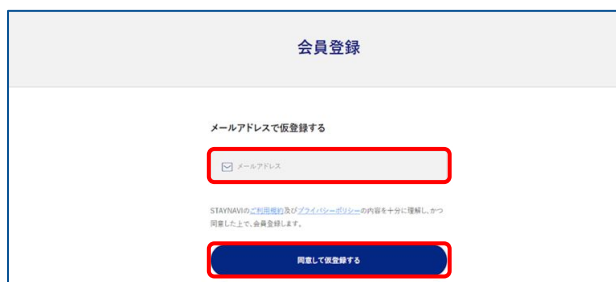 会員登録
メールアドレスで仮登録する
メールアドレス
STAYNAVIのご利用規約及びプライバシーポリシーの内容を十分に理解し、かつ
同意した上で、会員登録します。
同意して仮登録する